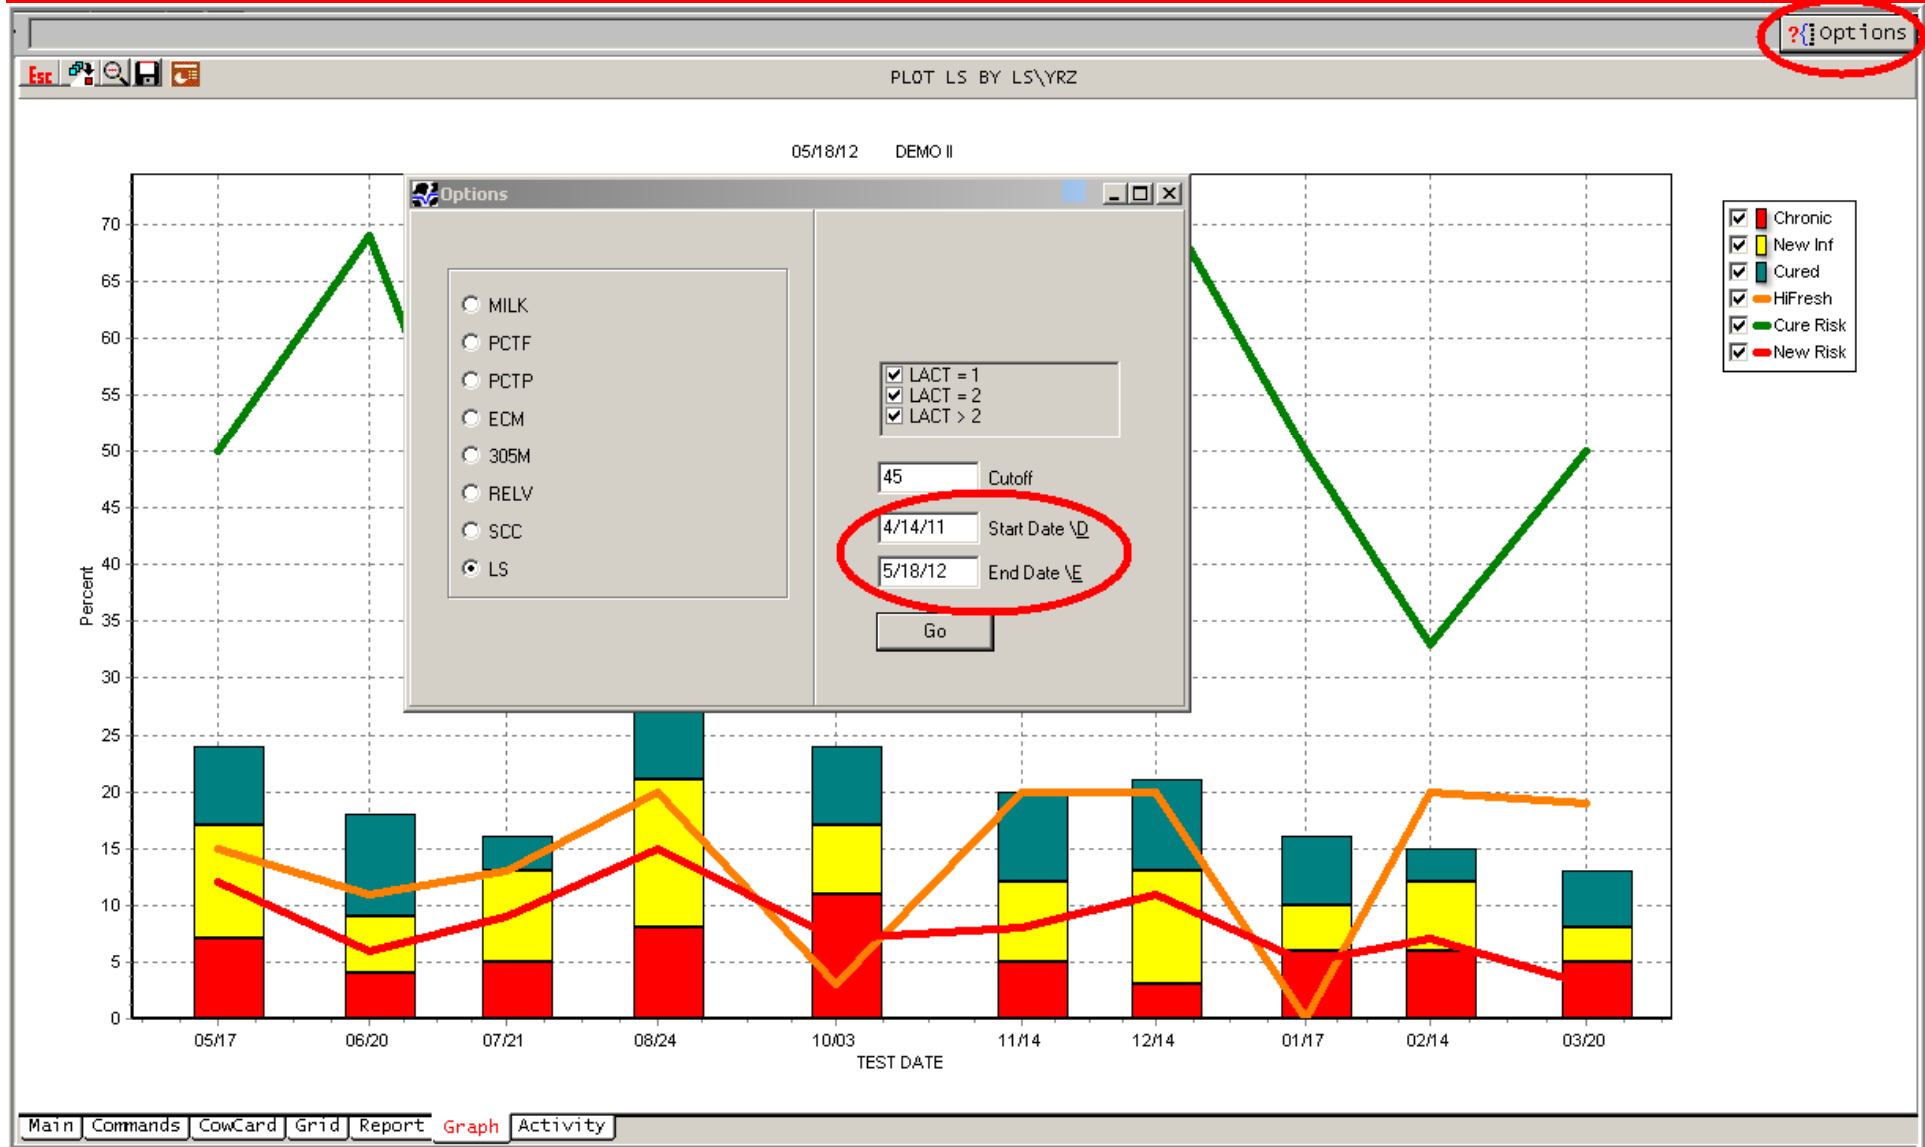 ?{ Options
Esc
PLOT LS BY LS\YRZ
05/18/12 DEMO II
Options
MILK
PCTF
PCTP
ECM
305M
RELV
SCC
LS
LACT = 1
LACT = 2
LACT > 2
45 Cutoff
4/14/11 Start Date \D
5/18/12 End Date \E
Go
Chronic
New Inf
Cured
HiFresh
Cure Risk
New Risk
Percent
70
65
60
55
50
45
40
35
30
25
20
15
10
5
0
05/17 06/20 07/21 08/24 10/03 11/14 12/14 01/17 02/14 03/20
TEST DATE
Main Commands CowCard Grid Report Graph Activity